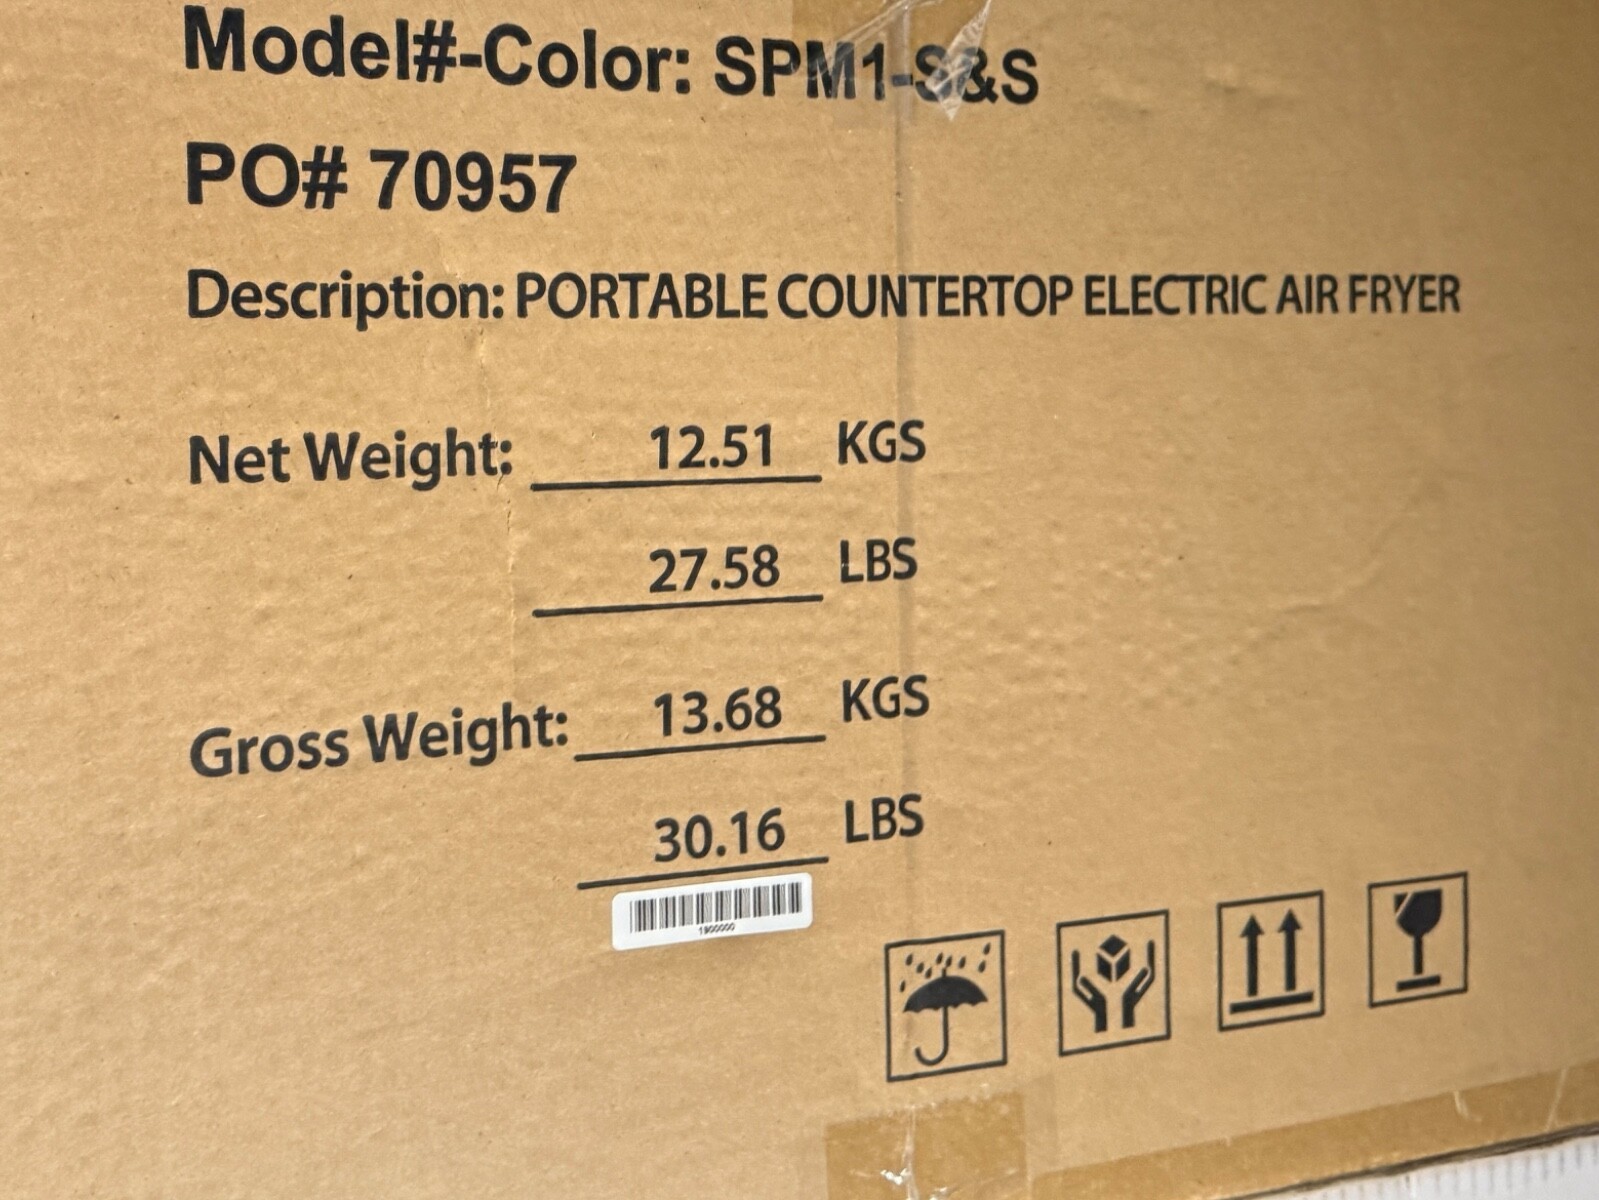 Model#-Color: SPM1-S&S
PO# 70957
Description: PORTABLE COUNTERTOP ELECTRIC AIR FRYER
Net Weight: 12.51 KGS
27.58 LBS
Gross Weight: 13.68 KGS
30.16 LBS
1900000